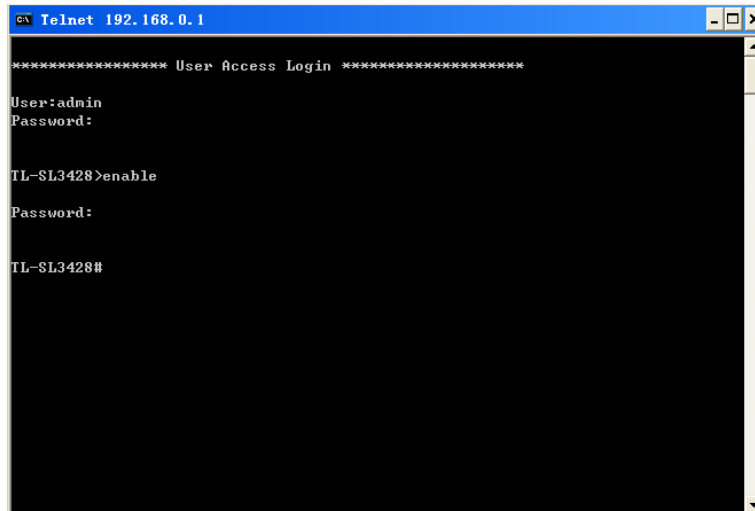 Telnet 192.168.0.1
***************** User Access Login ********************
User:admin
Password:
TL-SL3428>enable
Password:
TL-SL3428#